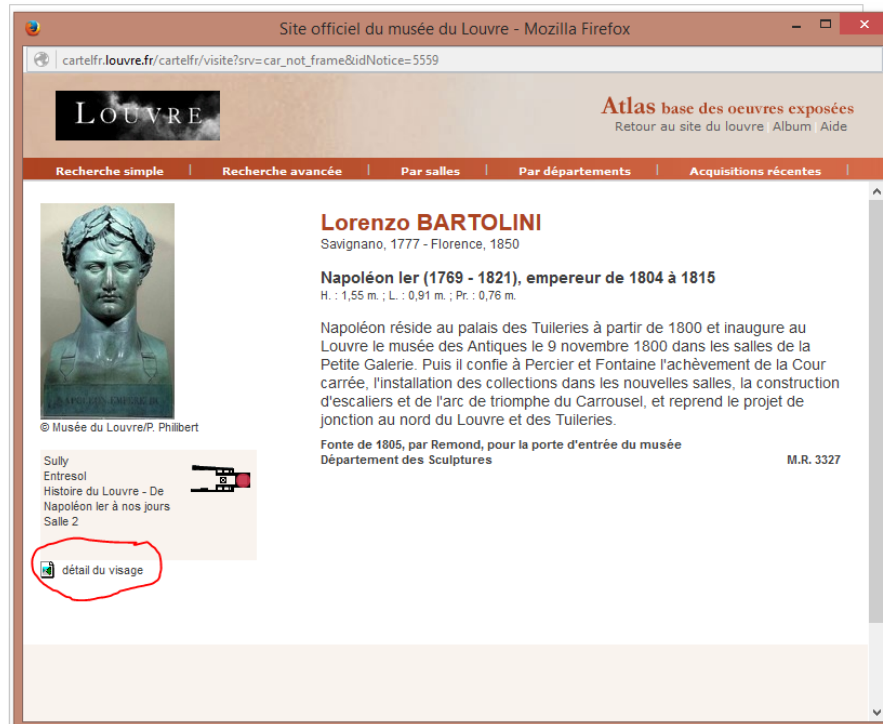 Site officiel du musée du Louvre - Mozilla Firefox
cartelfr.louvre.fr/cartelfr/visite?srv=car_not_frame&idNotice=5559
LOUVRE
Atlas base des oeuvres exposées
Retour au site du louvre | Album | Aide
Recherche simple | Recherche avancée | Par salles | Par départements | Acquisitions récentes |
Lorenzo BARTOLINI
Savignano, 1777 - Florence, 1850
Napoléon Ier (1769 - 1821), empereur de 1804 à 1815
H. : 1,55 m. ; L. : 0,91 m. ; Pr. : 0,76 m.
Napoléon réside au palais des Tuileries à partir de 1800 et inaugure au
Louvre le musée des Antiques le 9 novembre 1800 dans les salles de la
Petite Galerie. Puis il confie à Percier et Fontaine l'achèvement de la Cour
carrée, l'installation des collections dans les nouvelles salles, la construction
d'escaliers et de l'arc de triomphe du Carrousel, et reprend le projet de
jonction au nord du Louvre et des Tuileries.
Fonte de 1805, par Remond, pour la porte d'entrée du musée
Département des Sculptures M.R. 3327
© Musée du Louvre/P. Philibert
Sully
Entresol
Histoire du Louvre - De
Napoléon Ier à nos jours
Salle 2
détail du visage